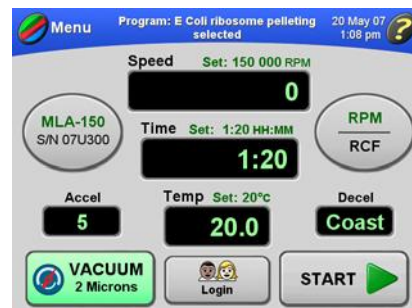 Menu
Program: E Coli ribosome pelleting
selected
20 May 07
1:08 pm
?
Speed Set: 150 000 RPM
0
MLA-150
S/N 07U300
RPM
RCF
Time Set: 1:20 HH:MM
1:20
Accel
5
Temp Set: 20°C
20.0
Decel
Coast
VACUUM
2 Microns
Login
START